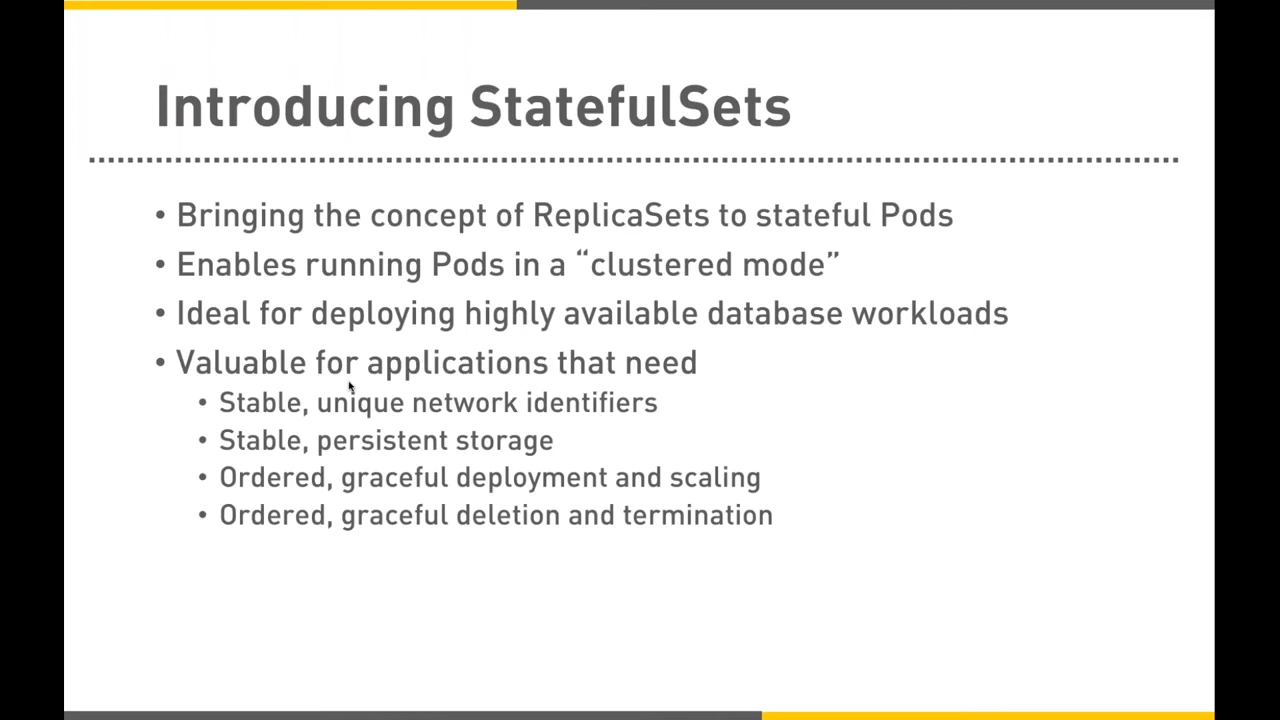 Introducing StatefulSets
• Bringing the concept of ReplicaSets to stateful Pods
• Enables running Pods in a “clustered mode”
• Ideal for deploying highly available database workloads
• Valuable for applications that need
• Stable, unique network identifiers
• Stable, persistent storage
• Ordered, graceful deployment and scaling
• Ordered, graceful deletion and termination